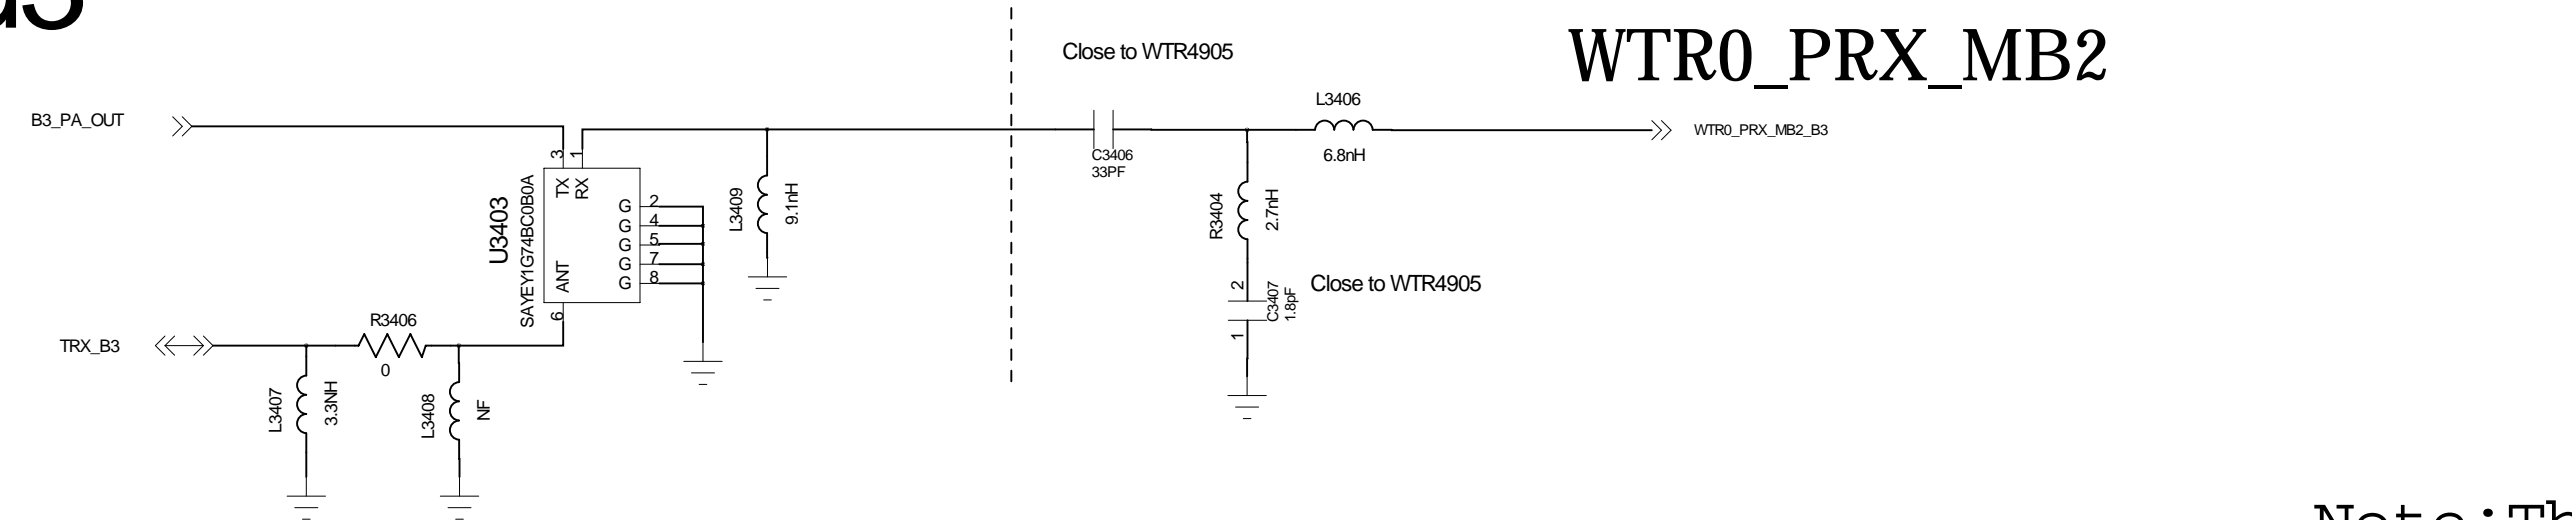 Close to WTR4905
WTR0_PRX_MB2
B3_PA_OUT
L3406
WTR0_PRX_MB2_B3
6.8nH
C3406
33PF
3
1
TX
RX
U3403
SAYEY1G74BC0B0A
G 2
G 4
G 5
G 7
G 8
ANT
6
L3409
9.1nH
R3404
2.7nH
2
C3407
1.8pF
1
Close to WTR4905
TRX_B3
R3406
0
L3407
3.3NH
L3408
NF